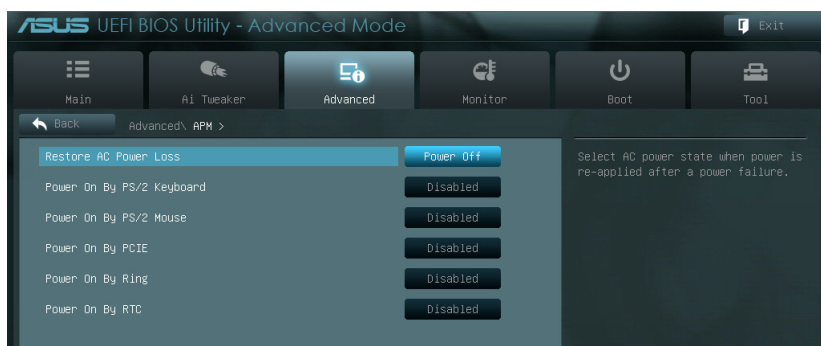 ASUS UEFI BIOS Utility - Advanced Mode
Exit
Main Ai Tweaker Advanced Monitor Boot Tool
Back Advanced\ APM >
Restore AC Power Loss Power Off
Power On By PS/2 Keyboard Disabled
Power On By PS/2 Mouse Disabled
Power On By PCIE Disabled
Power On By Ring Disabled
Power On By RTC Disabled
Select AC power state when power is
re-applied after a power failure.